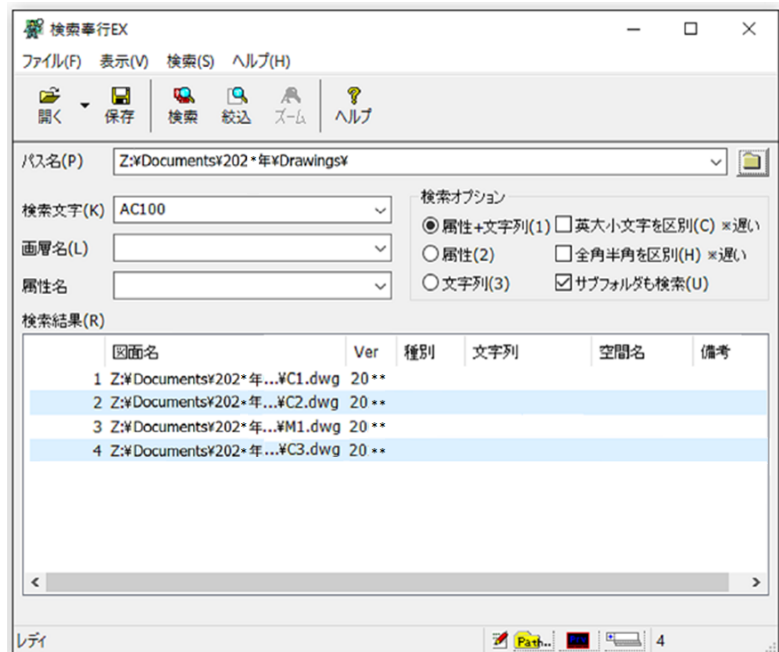 検索奉行EX
ファイル(F) 表示(V) 検索(S) ヘルプ(H)
開く 保存 検索 絞込 ズーム ヘルプ
パス名(P) Z:¥Documents¥202*年¥Drawings¥
検索文字(K) AC100
画層名(L)
属性名
検索オプション
属性+文字列(1) 英大小文字を区別(C) ※遅い
属性(2) 全角半角を区別(H) ※遅い
文字列(3) サブフォルダも検索(U)
検索結果(R)
図面名 Ver 種別 文字列 空間名 備考
1 Z:¥Documents¥202*年...¥C1.dwg 20**
2 Z:¥Documents¥202*年...¥C2.dwg 20**
3 Z:¥Documents¥202*年...¥M1.dwg 20**
4 Z:¥Documents¥202*年...¥C3.dwg 20**
レディ Path.. 4